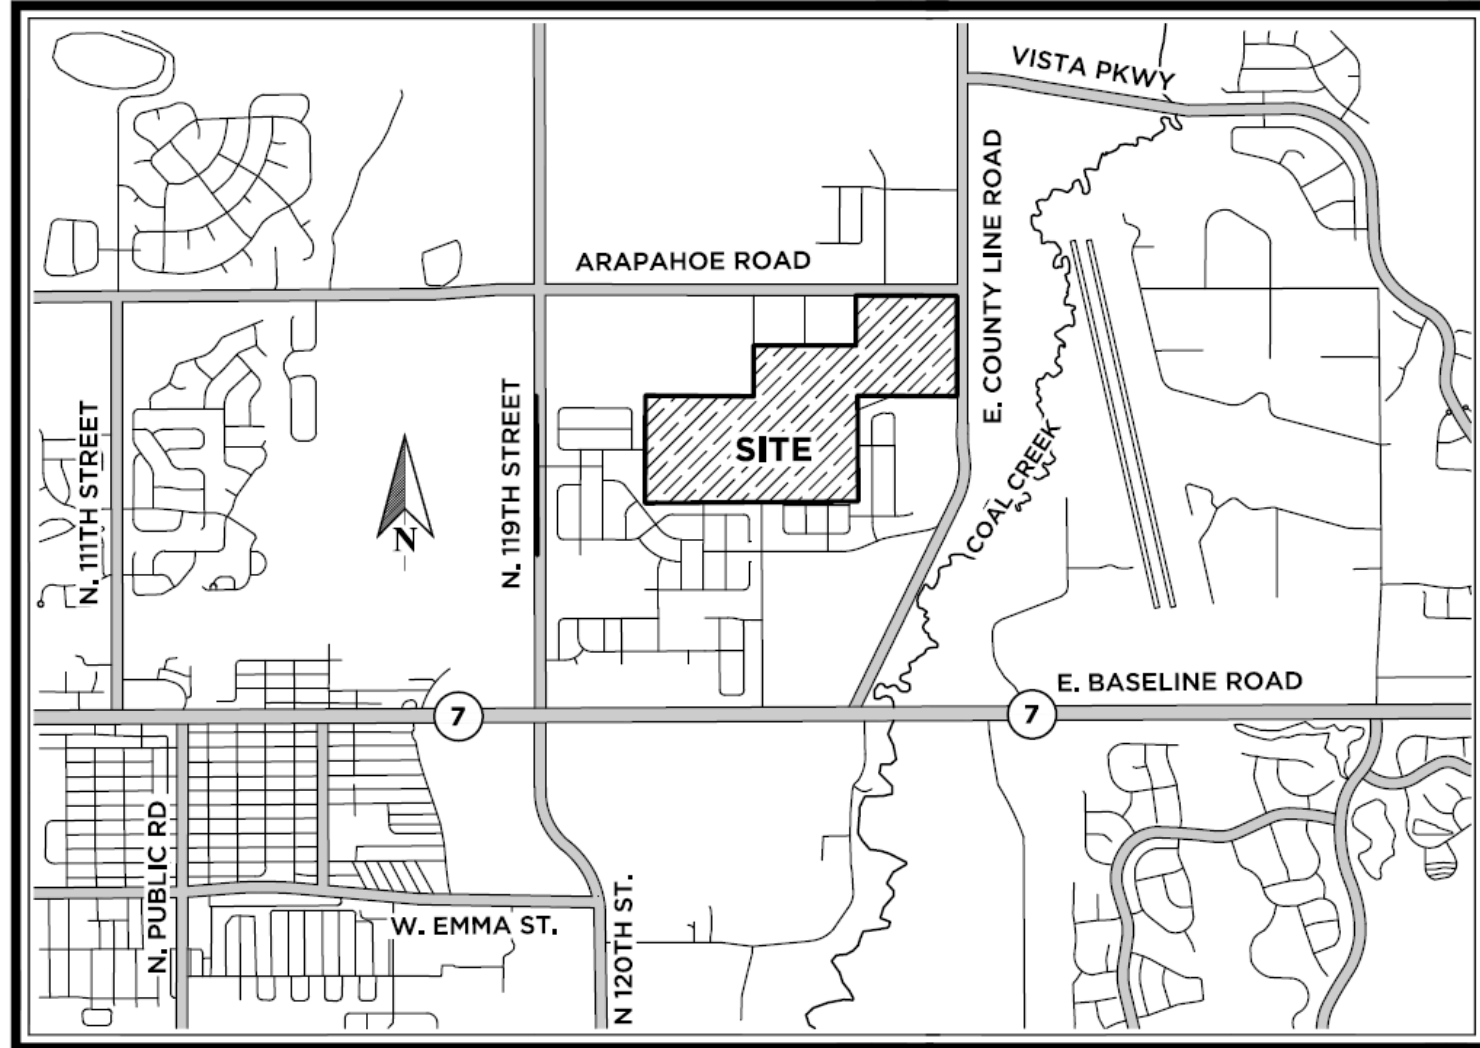 VISTA PKWY
E. COUNTY LINE ROAD
ARAPAHOE ROAD
N. 111TH STREET
N. 119TH STREET
SITE
COAL CREEK
N
E. BASELINE ROAD
7
7
N. PUBLIC RD
W. EMMA ST.
N 120TH ST.